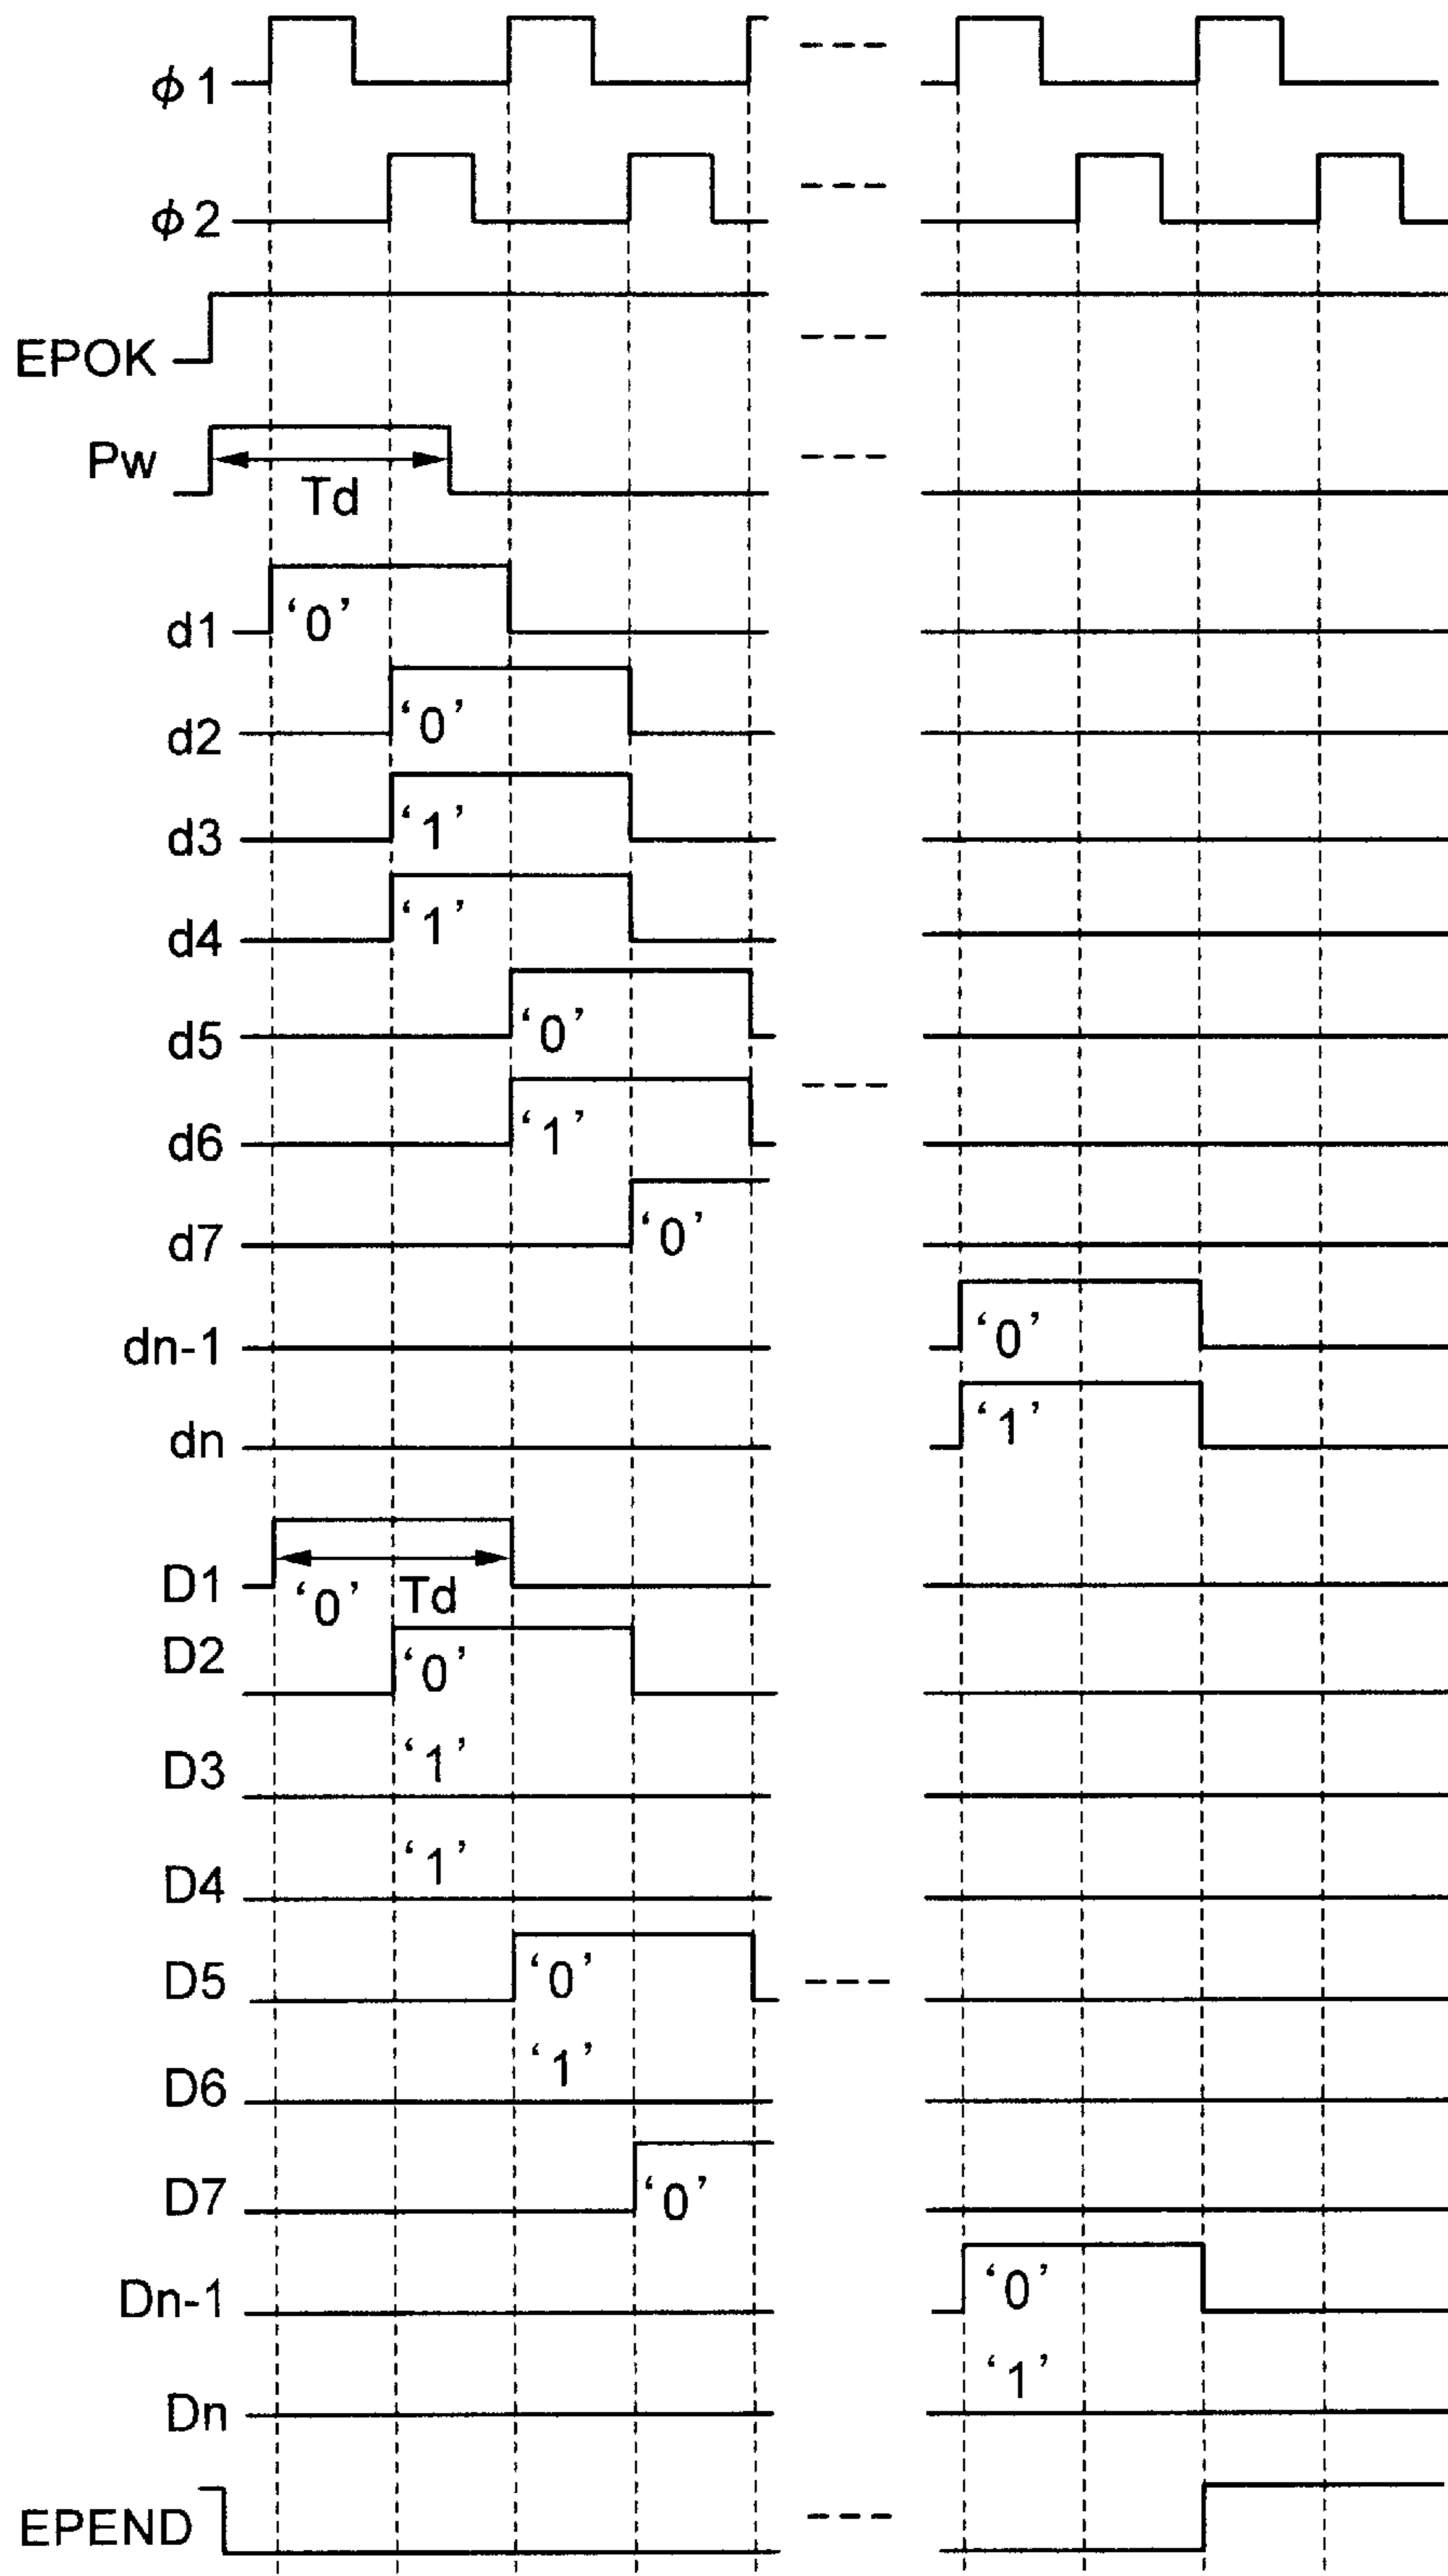 ϕ1
ϕ2
EPOK
Pw
Td
d1 ‘0’
d2 ‘0’
d3 ‘1’
d4 ‘1’
d5 ‘0’
d6 ‘1’
d7 ‘0’
dn-1 ‘0’
dn ‘1’
D1 ‘0’ Td
D2 ‘0’
D3 ‘1’
D4 ‘1’
D5 ‘0’
D6 ‘1’
D7 ‘0’
Dn-1 ‘0’
Dn ‘1’
EPEND